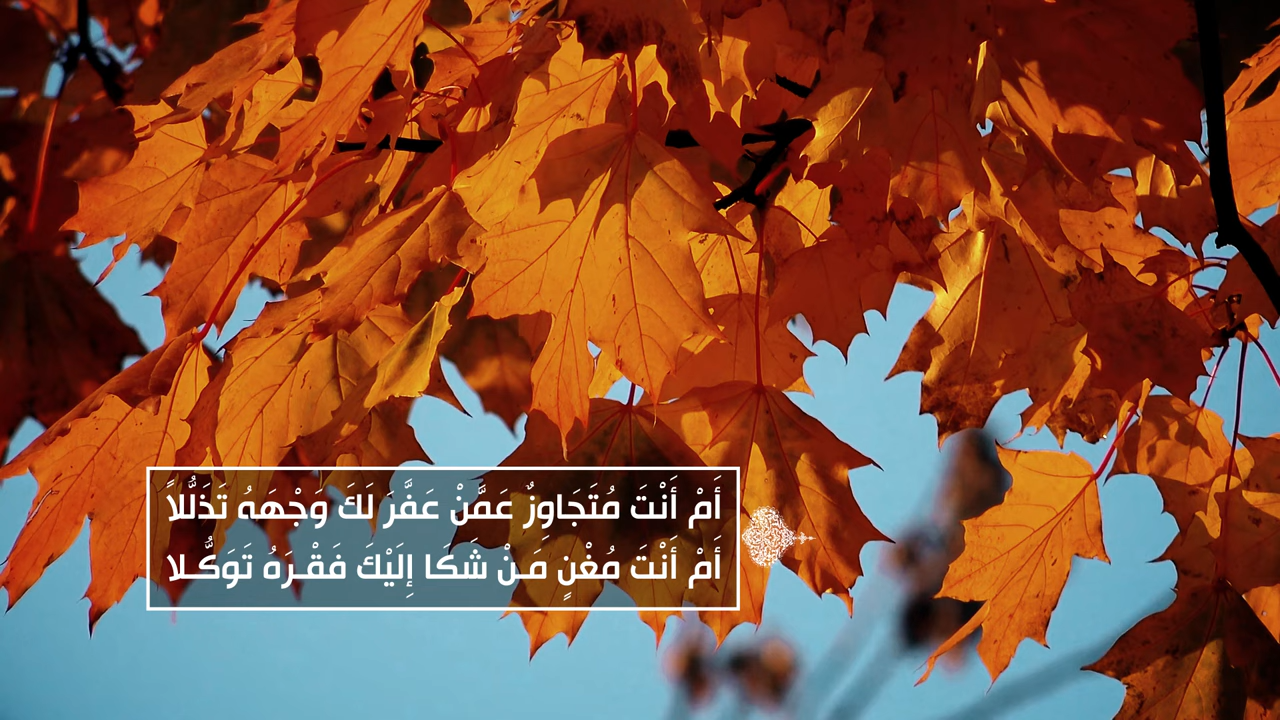 أَمْ أَنْتَ مُتَجَاوِزٌ عَمَّنْ عَفَّرَ لَكَ وَجْهَهُ تَذَلُّلاً
أَمْ أَنْتَ مُغْنٍ مَنْ شَكَا إِلَيْكَ فَقْرَهُ تَوَكُّلا